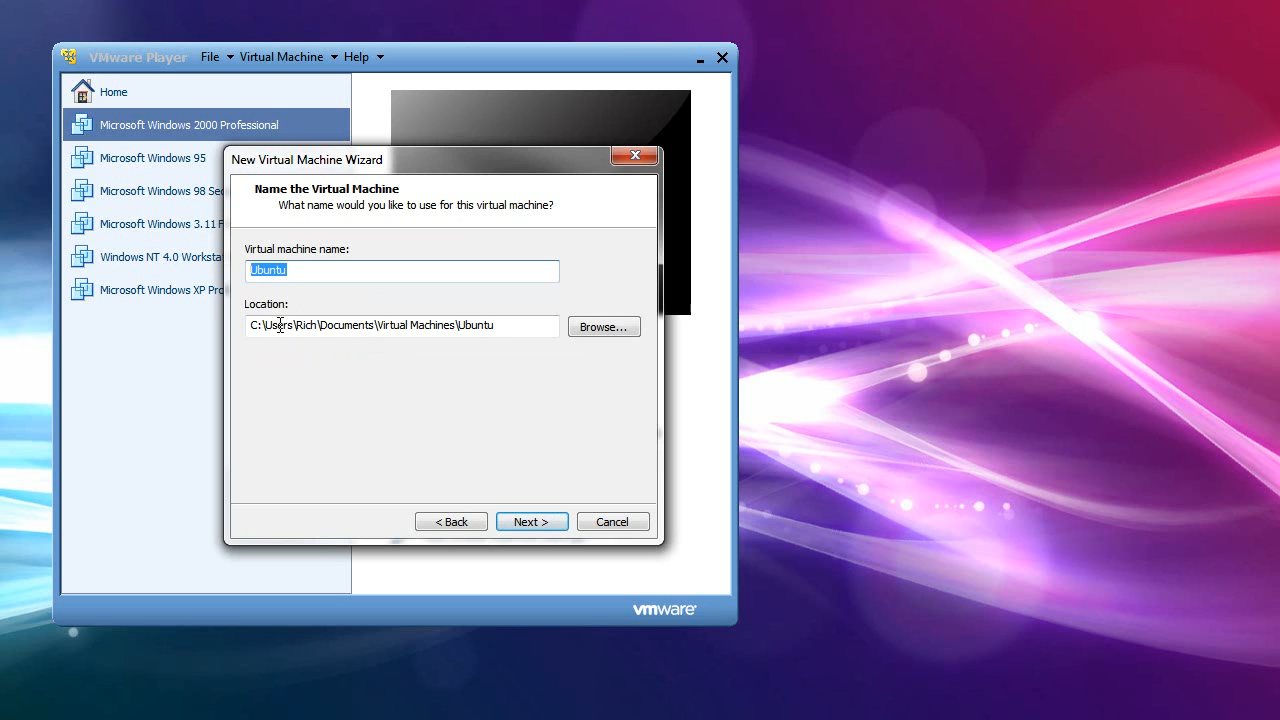 VMware Player File Virtual Machine Help
Home
Microsoft Windows 2000 Professional
Microsoft Windows 95
Microsoft Windows 98 Sec
Microsoft Windows 3.11 F
Windows NT 4.0 Workstat
Microsoft Windows XP Pro
New Virtual Machine Wizard
Name the Virtual Machine
What name would you like to use for this virtual machine?
Virtual machine name:
Ubuntu
Location:
C:\Users\Rich\Documents\Virtual Machines\Ubuntu
Browse...
< Back Next > Cancel
vmware